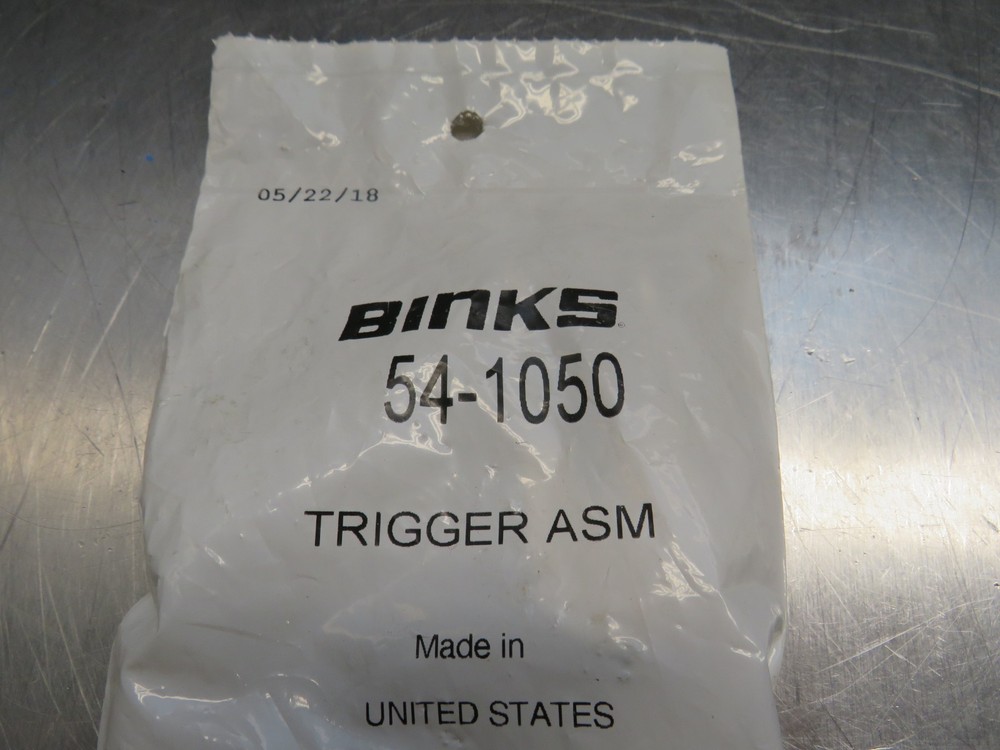 05/22/18
BINKS
54-1050
TRIGGER ASM
Made in
UNITED STATES